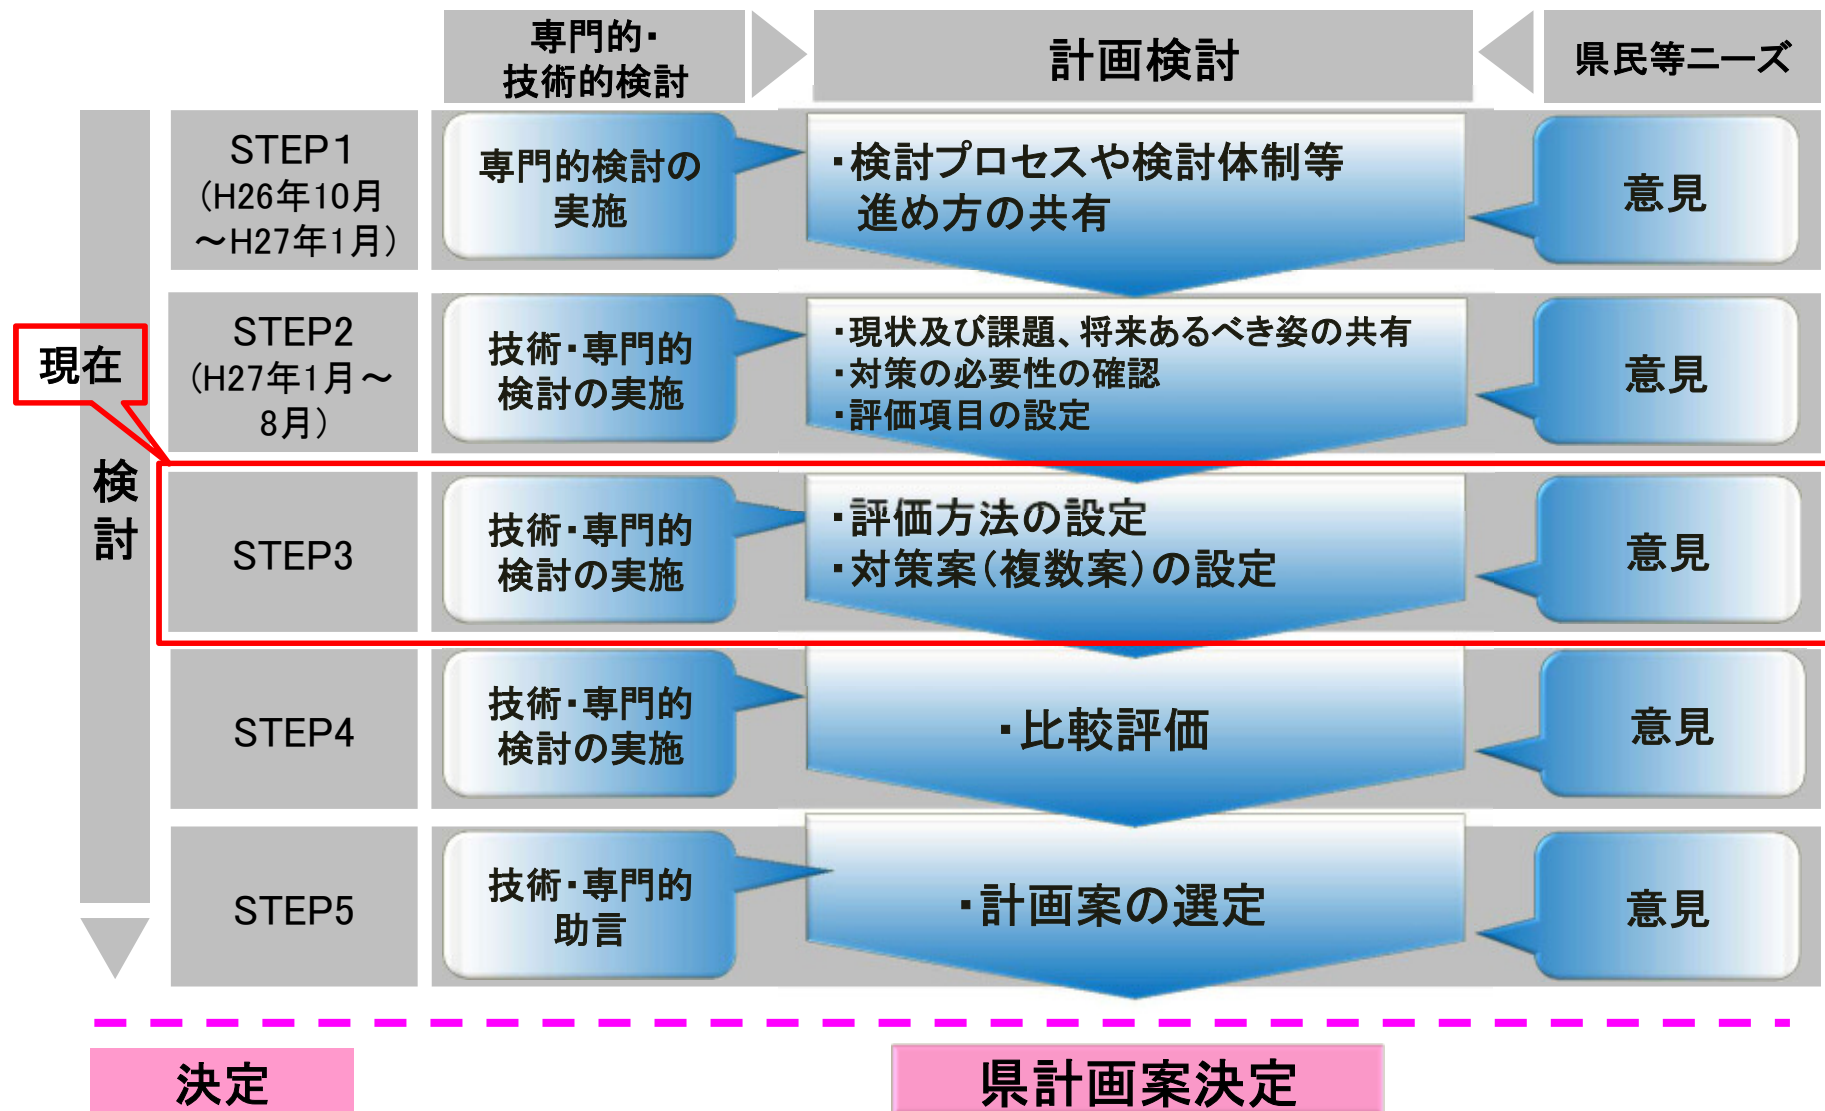 専門的・
技術的検討
計画検討
県民等ニーズ
検討
現在
STEP1
(H26年10月
～H27年1月)
専門的検討の
実施
・検討プロセスや検討体制等
進め方の共有
意見
STEP2
(H27年1月～
8月)
技術・専門的
検討の実施
・現状及び課題、将来あるべき姿の共有
・対策の必要性の確認
・評価項目の設定
意見
STEP3
技術・専門的
検討の実施
・評価方法の設定
・対策案(複数案)の設定
意見
STEP4
技術・専門的
検討の実施
・比較評価
意見
STEP5
技術・専門的
助言
・計画案の選定
意見
決定
県計画案決定